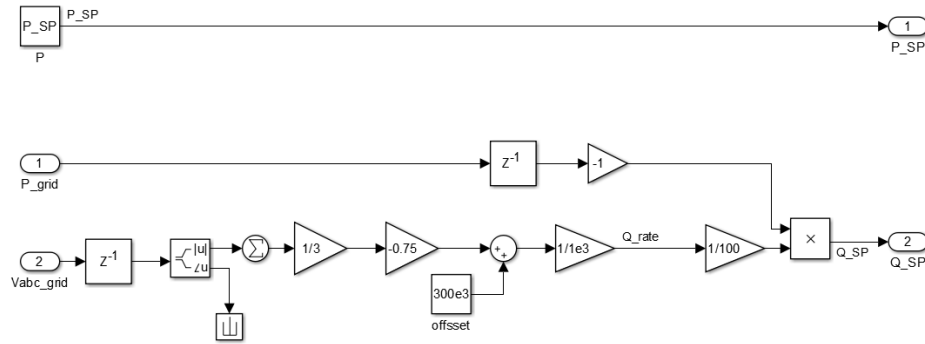 P_SP
P_SP
P
1
P_SP
1
P_grid
Z-1
-1
2
Vabc_grid
Z-1
|u|
∠u
Σ
1/3
-0.75
+
+
300e3
offsset
1/1e3
Q_rate
1/100
×
Q_SP
2
Q_SP